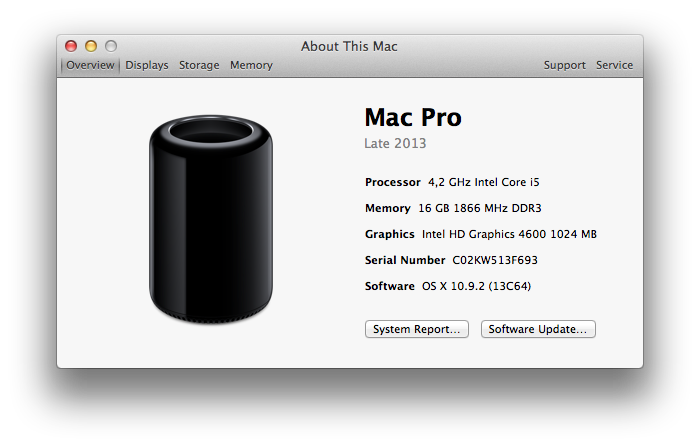 About This Mac
Overview Displays Storage Memory Support Service
Mac Pro
Late 2013
Processor 4,2 GHz Intel Core i5
Memory 16 GB 1866 MHz DDR3
Graphics Intel HD Graphics 4600 1024 MB
Serial Number C02KW513F693
Software OS X 10.9.2 (13C64)
System Report... Software Update...